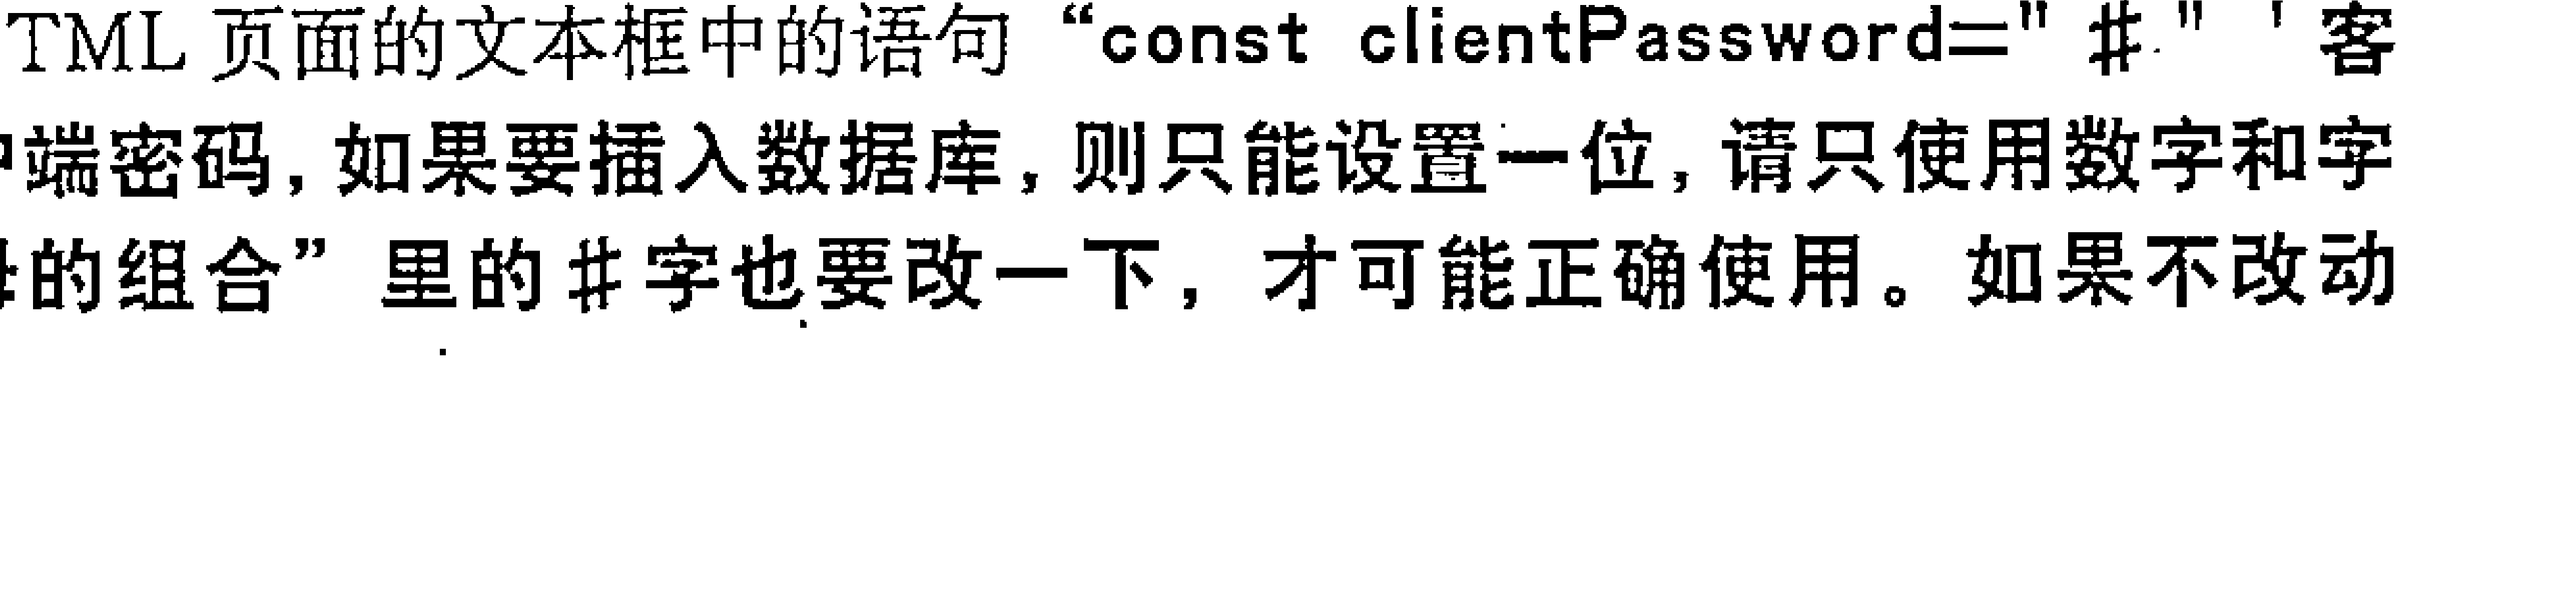 TML 页面的文本框中的语句 “const clientPassword="#" ' 客
户端密码,如果要插入数据库,则只能设置一位,请只使用数字和字
母的组合” 里的#字也要改一下, 才可能正确使用。如果不改动